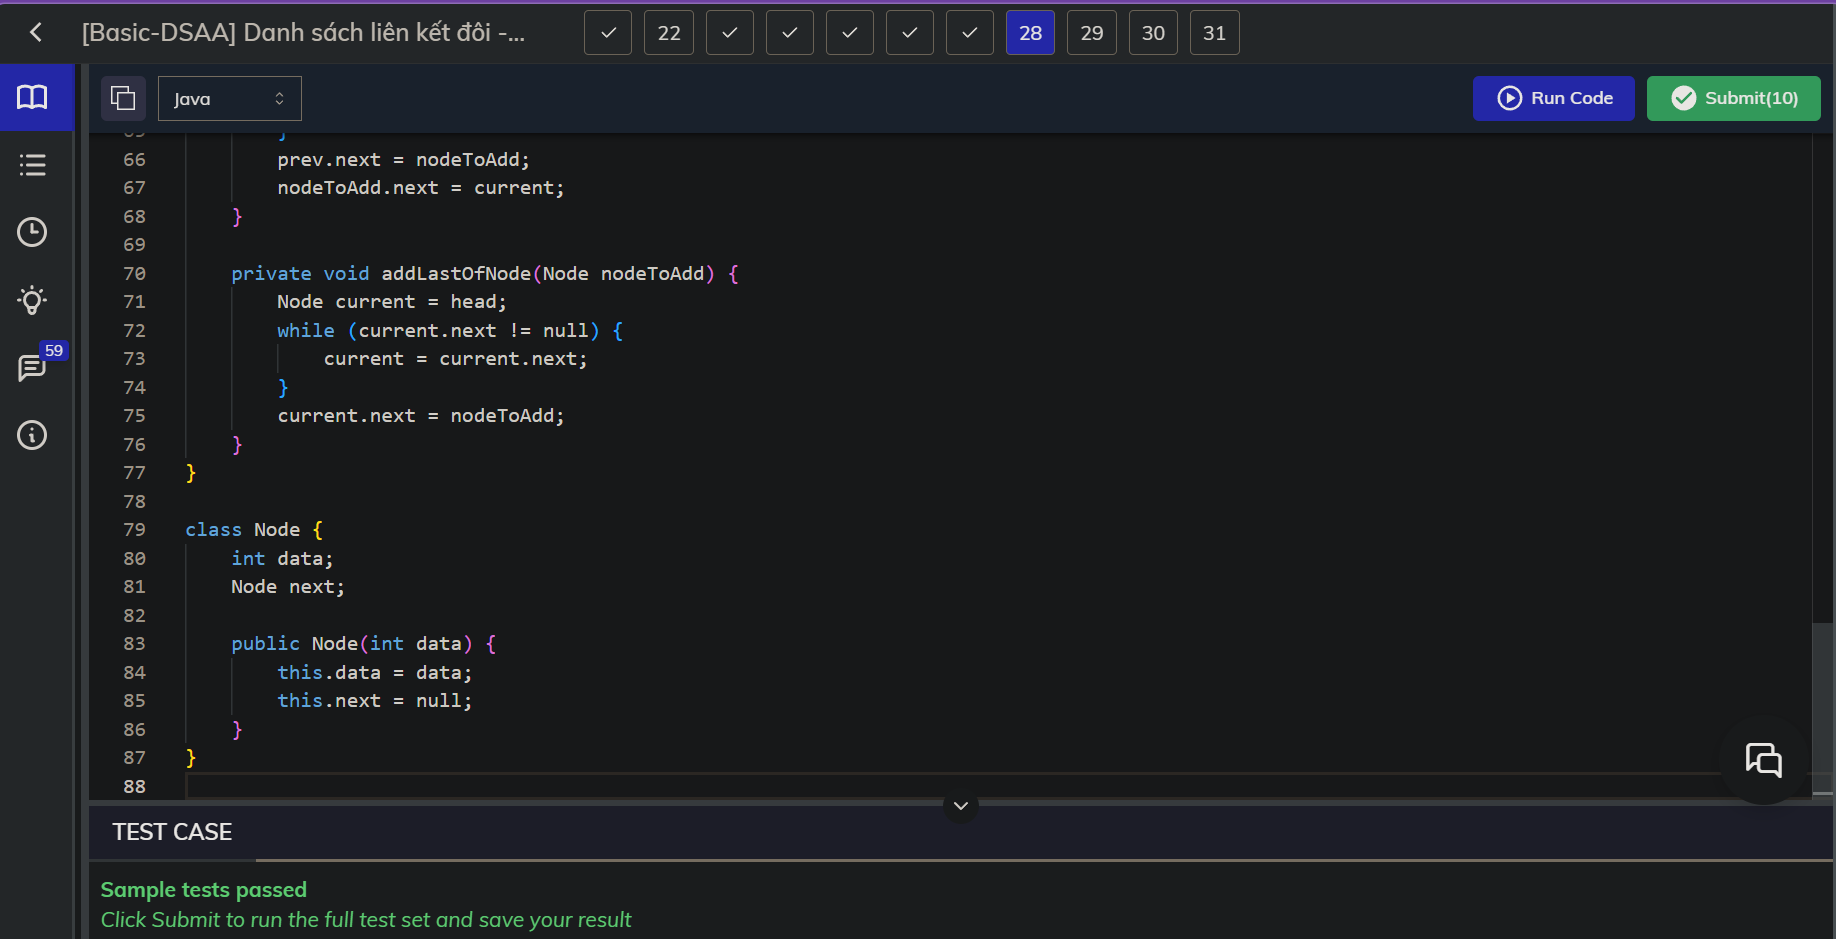 [Basic-DSAA] Danh sách liên kết đôi -...
22
28
29
30
31
Java
Run Code
Submit(10)
59
66 prev.next = nodeToAdd;
67 nodeToAdd.next = current;
68 }
69
70 private void addLastOfNode(Node nodeToAdd) {
71 Node current = head;
72 while (current.next != null) {
73 current = current.next;
74 }
75 current.next = nodeToAdd;
76 }
77 }
78
79 class Node {
80 int data;
81 Node next;
82
83 public Node(int data) {
84 this.data = data;
85 this.next = null;
86 }
87 }
88
TEST CASE
Sample tests passed
Click Submit to run the full test set and save your result